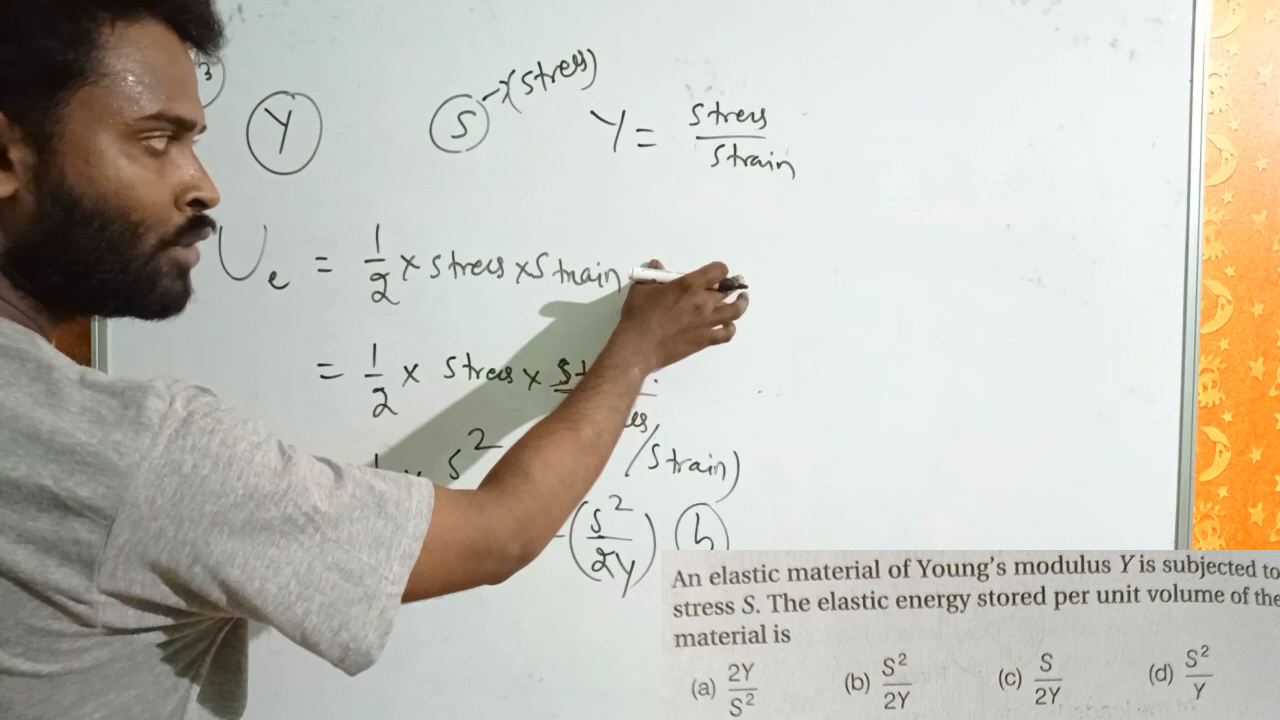 3
Y S →(stress) Y = stress/strain
Ue = 1/2 × stress × strain
= 1/2 × stress ×
× s²
/strain)
(s²/2Y) b
An elastic material of Young's modulus Y is subjected to
stress S. The elastic energy stored per unit volume of the
material is
(a) 2Y/S² (b) S²/2Y (c) S/2Y (d) S²/Y